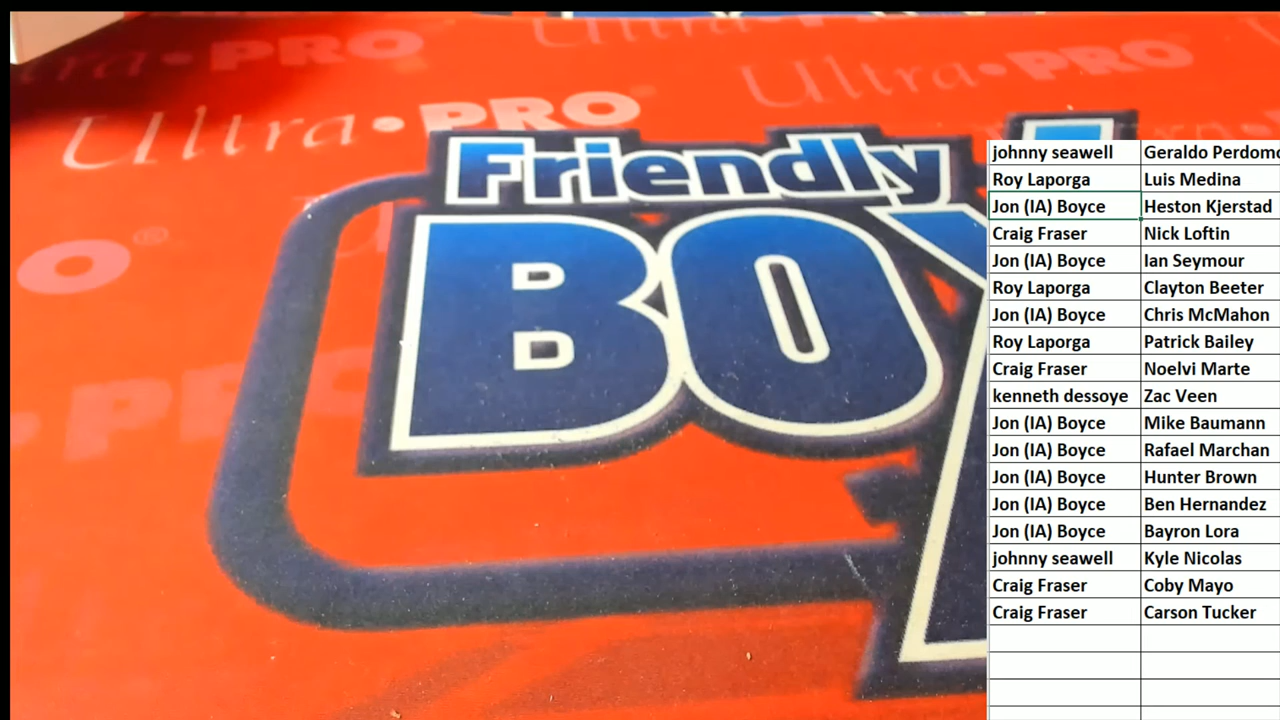 Ultra•PRO
Ultra•PRO
Ultra•PRO
Ultra•PRO
PRO
Friendly
BO
johnny seawell Geraldo Perdomo
Roy Laporga Luis Medina
Jon (IA) Boyce Heston Kjerstad
Craig Fraser Nick Loftin
Jon (IA) Boyce Ian Seymour
Roy Laporga Clayton Beeter
Jon (IA) Boyce Chris McMahon
Roy Laporga Patrick Bailey
Craig Fraser Noelvi Marte
kenneth dessoye Zac Veen
Jon (IA) Boyce Mike Baumann
Jon (IA) Boyce Rafael Marchan
Jon (IA) Boyce Hunter Brown
Jon (IA) Boyce Ben Hernandez
Jon (IA) Boyce Bayron Lora
johnny seawell Kyle Nicolas
Craig Fraser Coby Mayo
Craig Fraser Carson Tucker